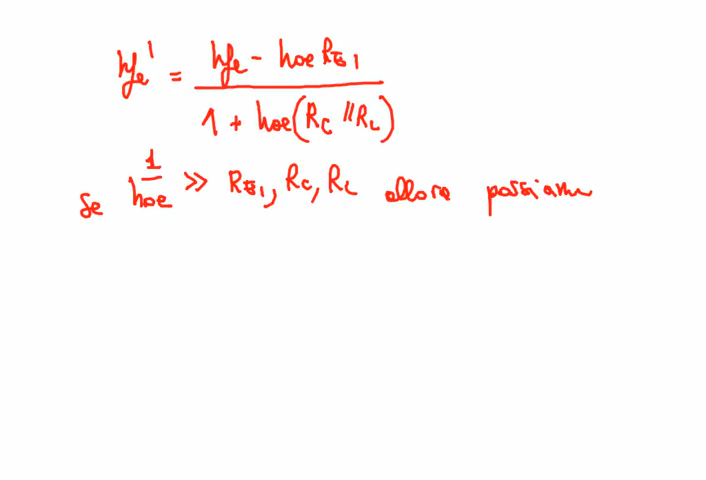 hfe' = (hfe - hoe RE1) / (1 + hoe(RC // RL))
Se 1/hoe >> RE1, RC, RL allora possiamo